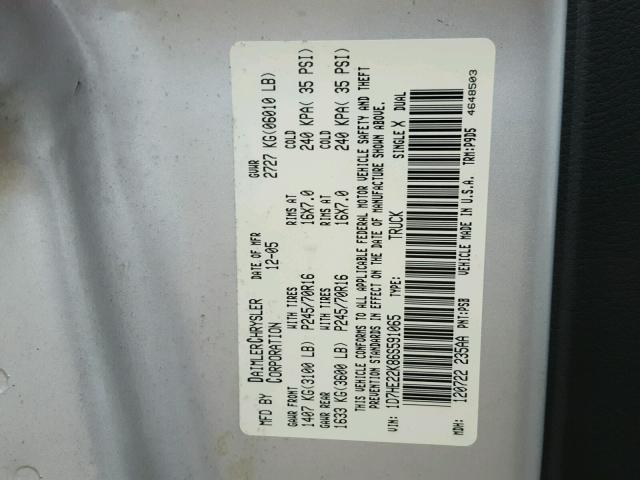 MFD BY DAIMLERCHRYSLER CORPORATION
DATE OF MFR 12-05
GVWR 2727 KG(06010 LB)
GAWR FRONT WITH TIRES RIMS AT COLD
1407 KG(3100 LB) P245/70R16 16X7.0 240 KPA( 35 PSI)
GAWR REAR WITH TIRES RIMS AT COLD
1633 KG(3600 LB) P245/70R16 16X7.0 240 KPA( 35 PSI)
THIS VEHICLE CONFORMS TO ALL APPLICABLE FEDERAL MOTOR VEHICLE SAFETY AND THEFT
PREVENTION STANDARDS IN EFFECT ON THE DATE OF MANUFACTURE SHOWN ABOVE.
VIN: 1D7HE22K86S591065 TYPE: TRUCK SINGLE X DUAL
MDH: 120722 235AA PNT:PSB VEHICLE MADE IN U.S.A. TRM:P9D5
4648503